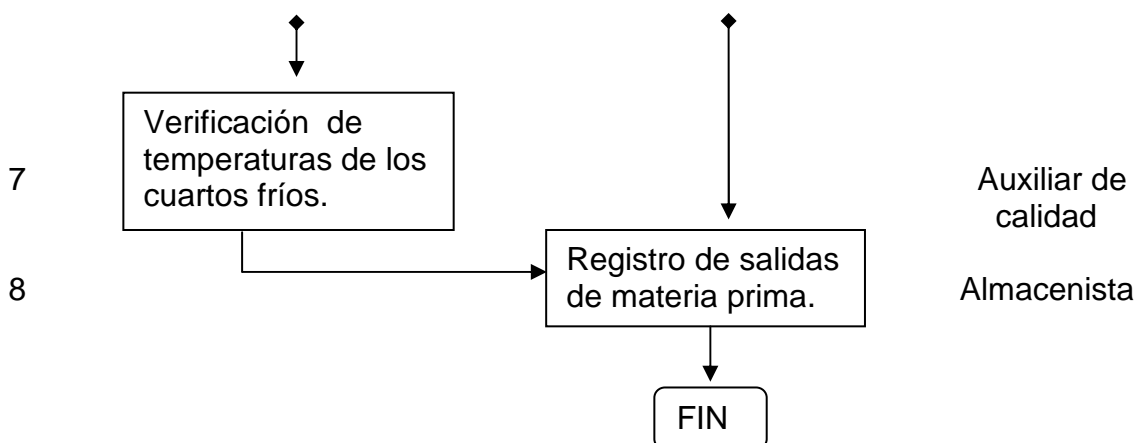 Verificación de
temperaturas de los
cuartos fríos.
7
Auxiliar de
calidad
Registro de salidas
de materia prima.
8
Almacenista
FIN